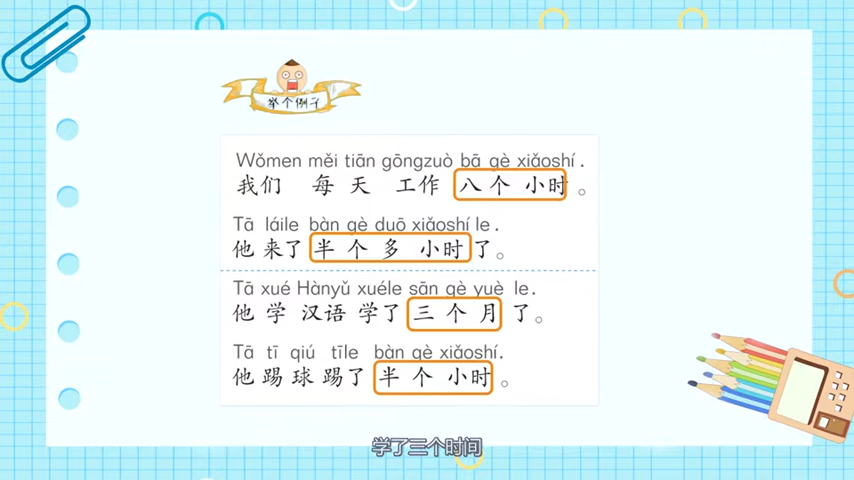 举个例子
Wǒmen měi tiān gōngzuò bā gè xiǎoshí.
我们 每 天 工作 八 个 小时。
Tā láile bàn gè duō xiǎoshí le.
他 来了 半 个 多 小时 了。
Tā xué Hànyǔ xuéle sān gè yuè le.
他 学 汉语 学了 三 个 月 了。
Tā tī qiú tīle bàn gè xiǎoshí.
他 踢 球 踢了 半 个 小时 。
学了三个时间